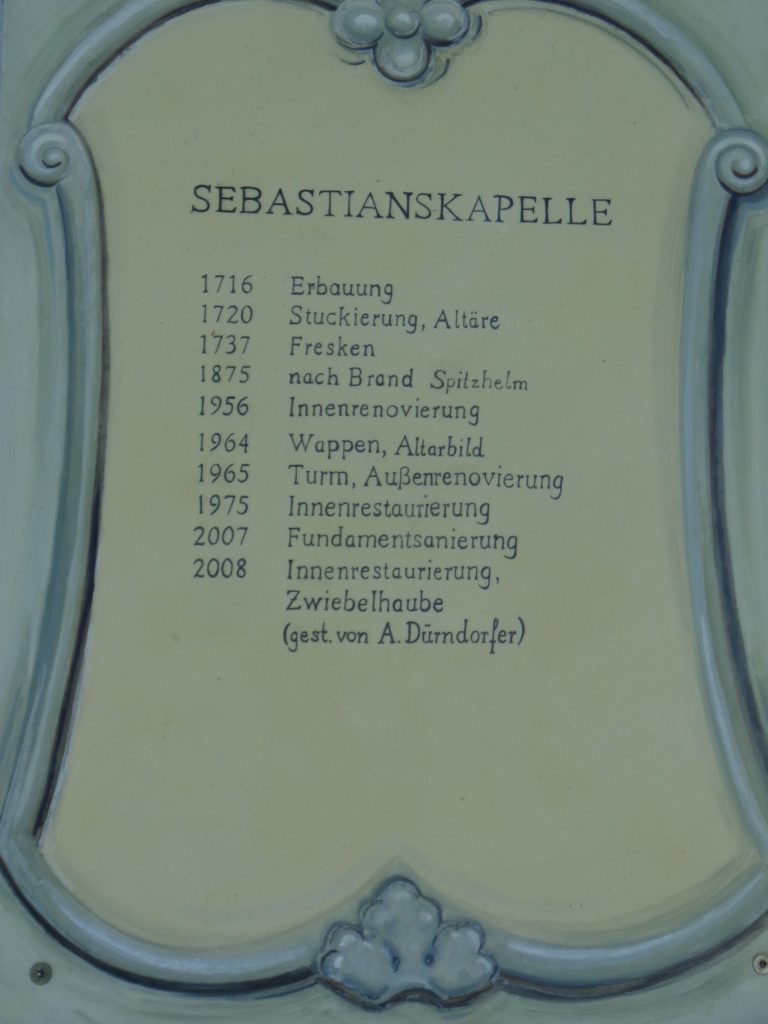 SEBASTIANSKAPELLE
1716 Erbauung
1720 Stuckierung, Altäre
1737 Fresken
1875 nach Brand Spitzhelm
1956 Innenrenovierung
1964 Wappen, Altarbild
1965 Turm, Außenrenovierung
1975 Innenrestaurierung
2007 Fundamentsanierung
2008 Innenrestaurierung,
Zwiebelhaube
(gest. von A. Dürndorfer)